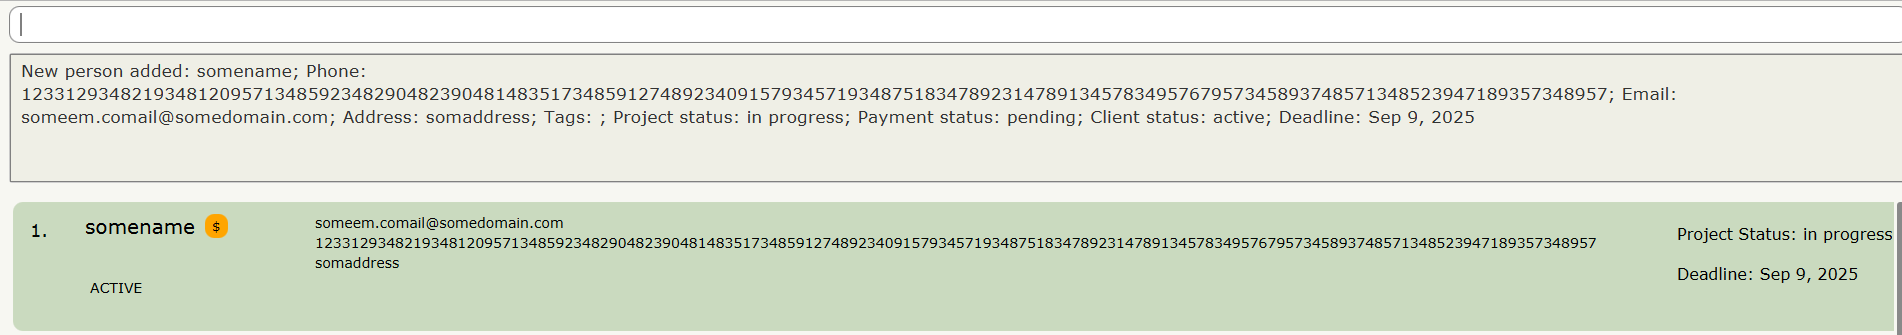 New person added: somename; Phone:
123312934821934812095713485923482904823904814835173485912748923409157934571934875183478923147891345783495767957345893748571348523947189357348957; Email:
someem.comail@somedomain.com; Address: somaddress; Tags: ; Project status: in progress; Payment status: pending; Client status: active; Deadline: Sep 9, 2025
1.
somename $
ACTIVE
someem.comail@somedomain.com
123312934821934812095713485923482904823904814835173485912748923409157934571934875183478923147891345783495767957345893748571348523947189357348957
somaddress
Project Status: in progress
Deadline: Sep 9, 2025